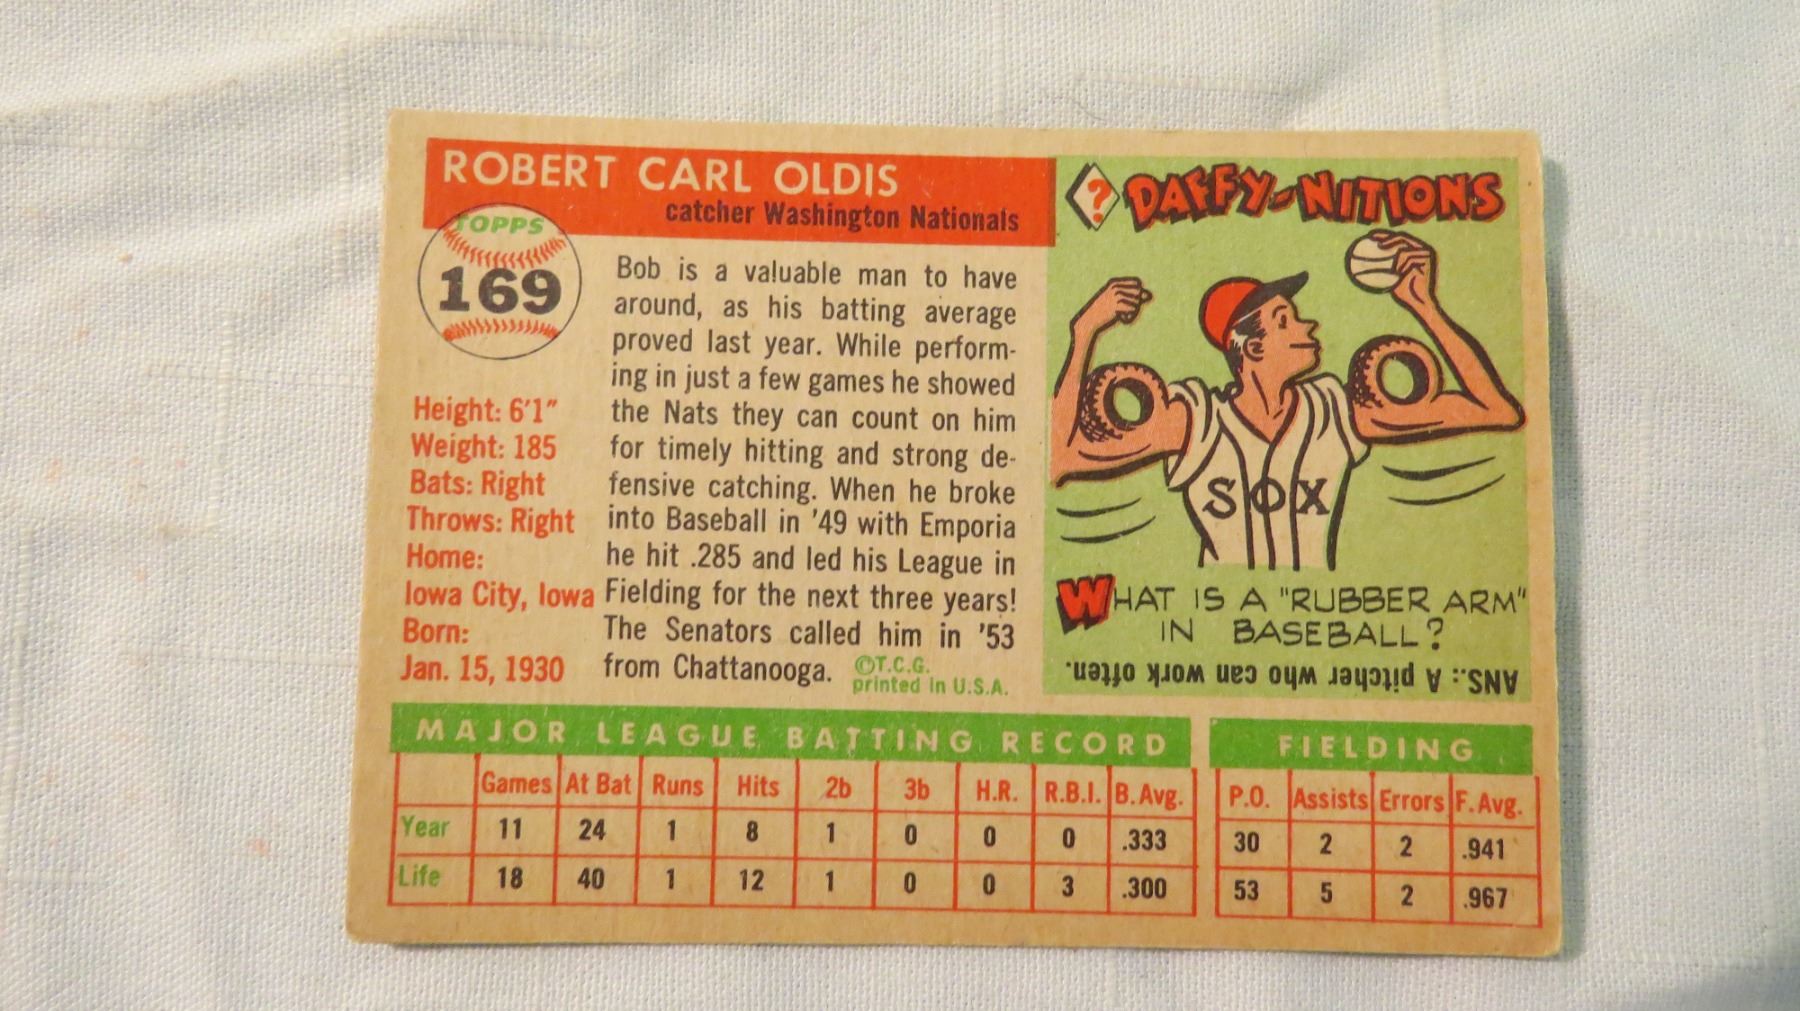 ROBERT CARL OLDIS
catcher Washington Nationals
TOPPS
169
Height: 6'1"
Weight: 185
Bats: Right
Throws: Right
Home:
Iowa City, Iowa
Born:
Jan. 15, 1930
Bob is a valuable man to have
around, as his batting average
proved last year. While perform-
ing in just a few games he showed
the Nats they can count on him
for timely hitting and strong de-
fensive catching. When he broke
into Baseball in '49 with Emporia
he hit .285 and led his League in
Fielding for the next three years!
The Senators called him in '53
from Chattanooga.
©T.C.G.
printed in U.S.A.
? DAFFY-NITIONS
SOX
WHAT IS A "RUBBER ARM"
IN BASEBALL?
ANS.: A pitcher who can work often.
MAJOR LEAGUE BATTING RECORD
Games At Bat Runs Hits 2b 3b H.R. R.B.I. B. Avg.
Year 11 24 1 8 1 0 0 0 .333
Life 18 40 1 12 1 0 0 3 .300
FIELDING
P.O. Assists Errors F. Avg.
30 2 2 .941
53 5 2 .967